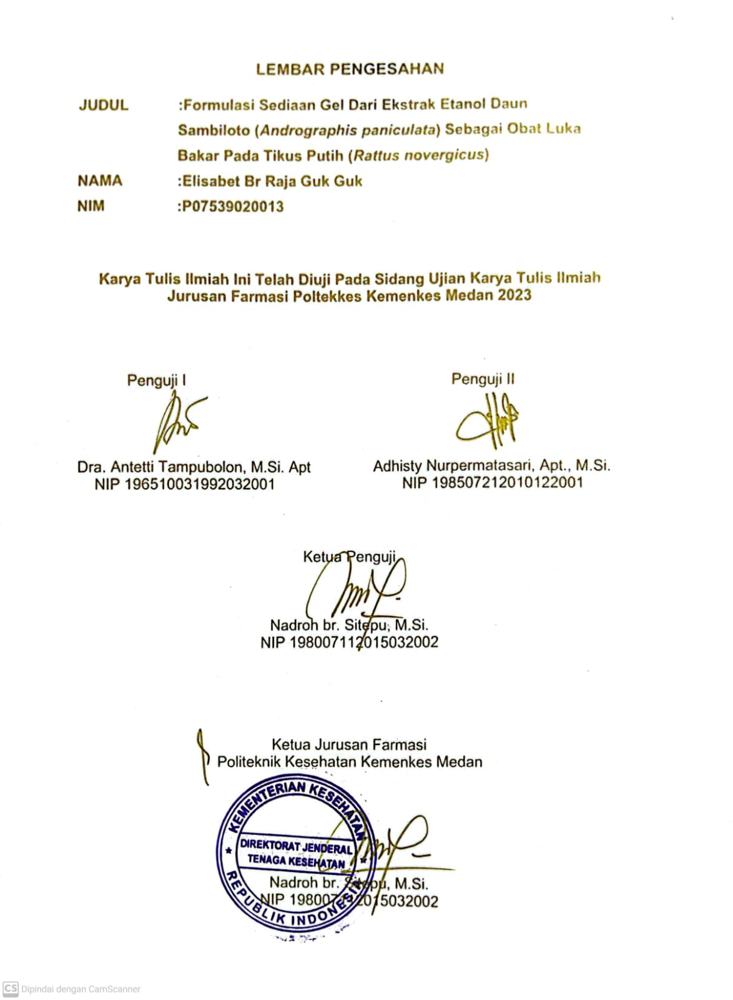 LEMBAR PENGESAHAN
JUDUL :Formulasi Sediaan Gel Dari Ekstrak Etanol Daun
Sambiloto (Andrographis paniculata) Sebagai Obat Luka
Bakar Pada Tikus Putih (Rattus novergicus)
NAMA :Elisabet Br Raja Guk Guk
NIM :P07539020013
Karya Tulis Ilmiah Ini Telah Diuji Pada Sidang Ujian Karya Tulis Ilmiah
Jurusan Farmasi Poltekkes Kemenkes Medan 2023
Penguji I
Penguji II
Dra. Antetti Tampubolon, M.Si. Apt
NIP 196510031992032001
Adhisty Nurpermatasari, Apt., M.Si.
NIP 198507212010122001
Ketua Penguji
Nadroh br. Sitepu, M.Si.
NIP 198007112015032002
Ketua Jurusan Farmasi
Politeknik Kesehatan Kemenkes Medan
KEMENTERIAN KESEHATAN
DIREKTORAT JENDERAL
TENAGA KESEHATAN
REPUBLIK INDONESIA
Nadroh br. Sitepu, M.Si.
NIP 198007112015032002
CS Dipindai dengan CamScanner